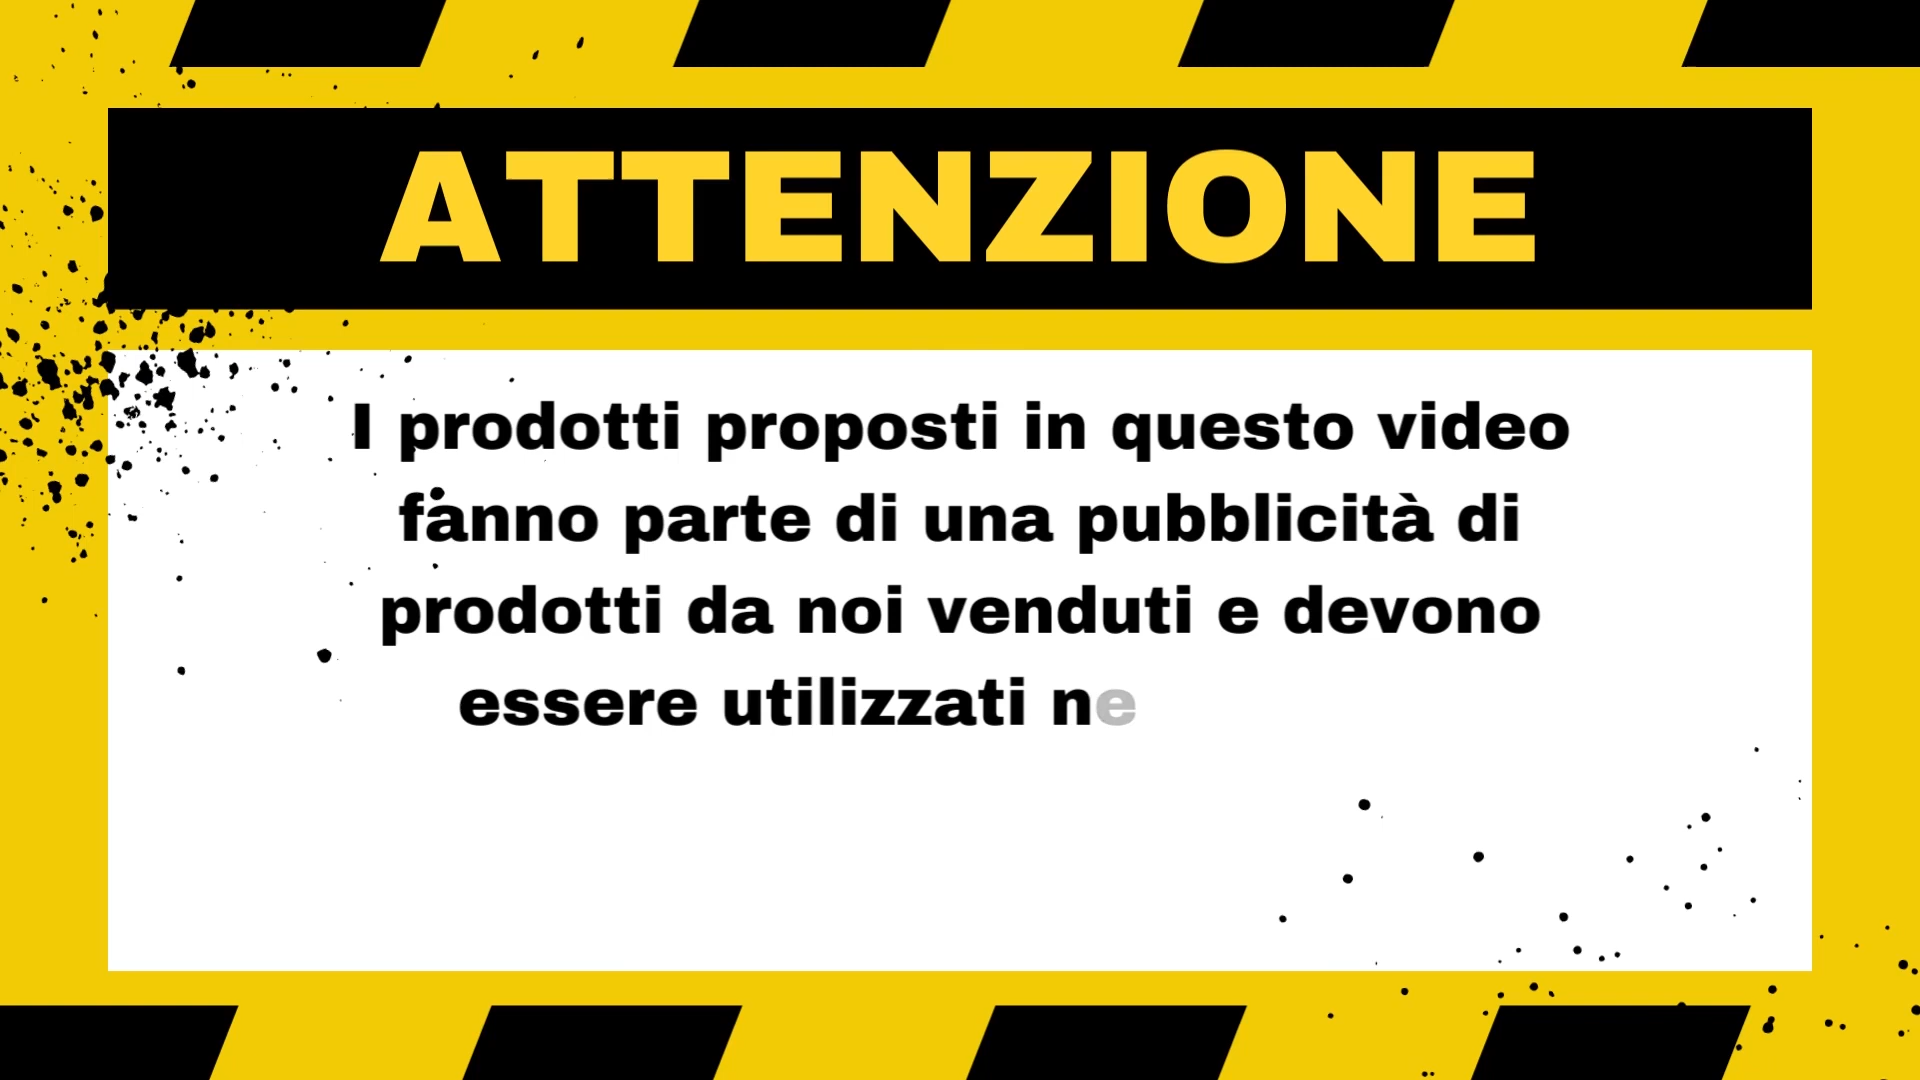 ATTENZIONE
I prodotti proposti in questo video
fanno parte di una pubblicità di
prodotti da noi venduti e devono
essere utilizzati ne